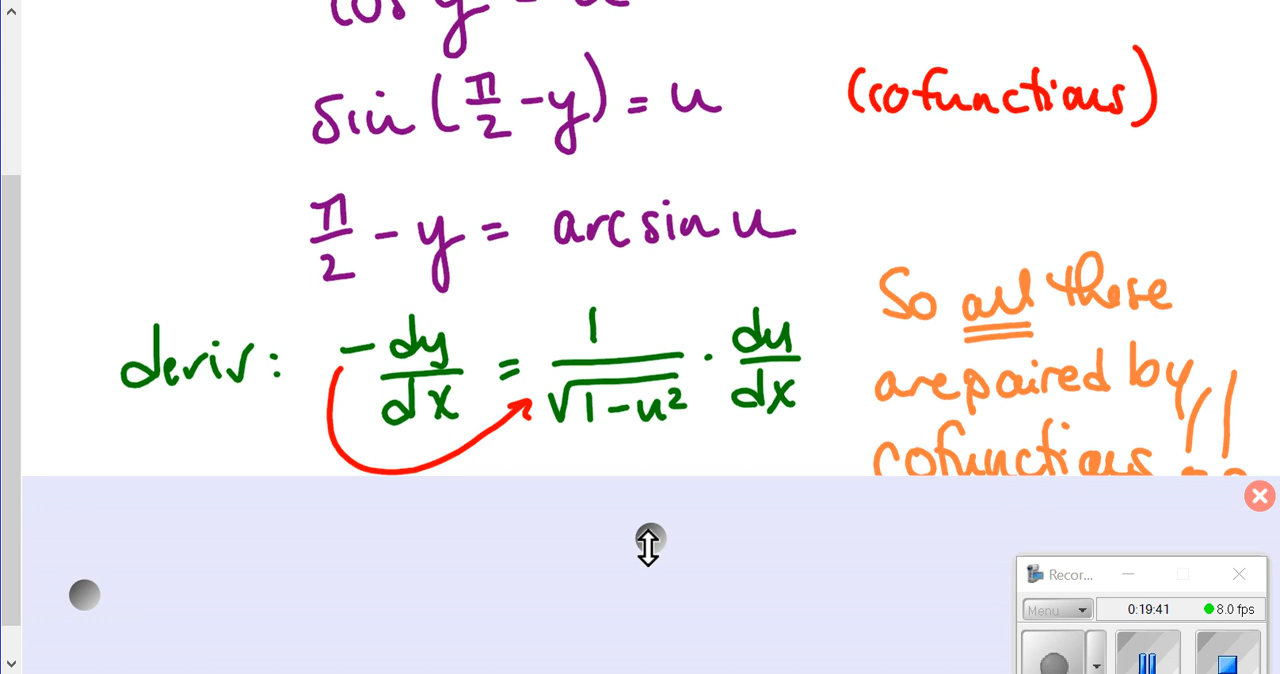 cos y = u
sin(π/2 - y) = u (cofunctions)
π/2 - y = arcsin u
So all these
are paired by
cofunctions!!
deriv: - dy/dx = 1/√(1-u²) · du/dx
Recor...
Menu 0:19:41 8.0 fps